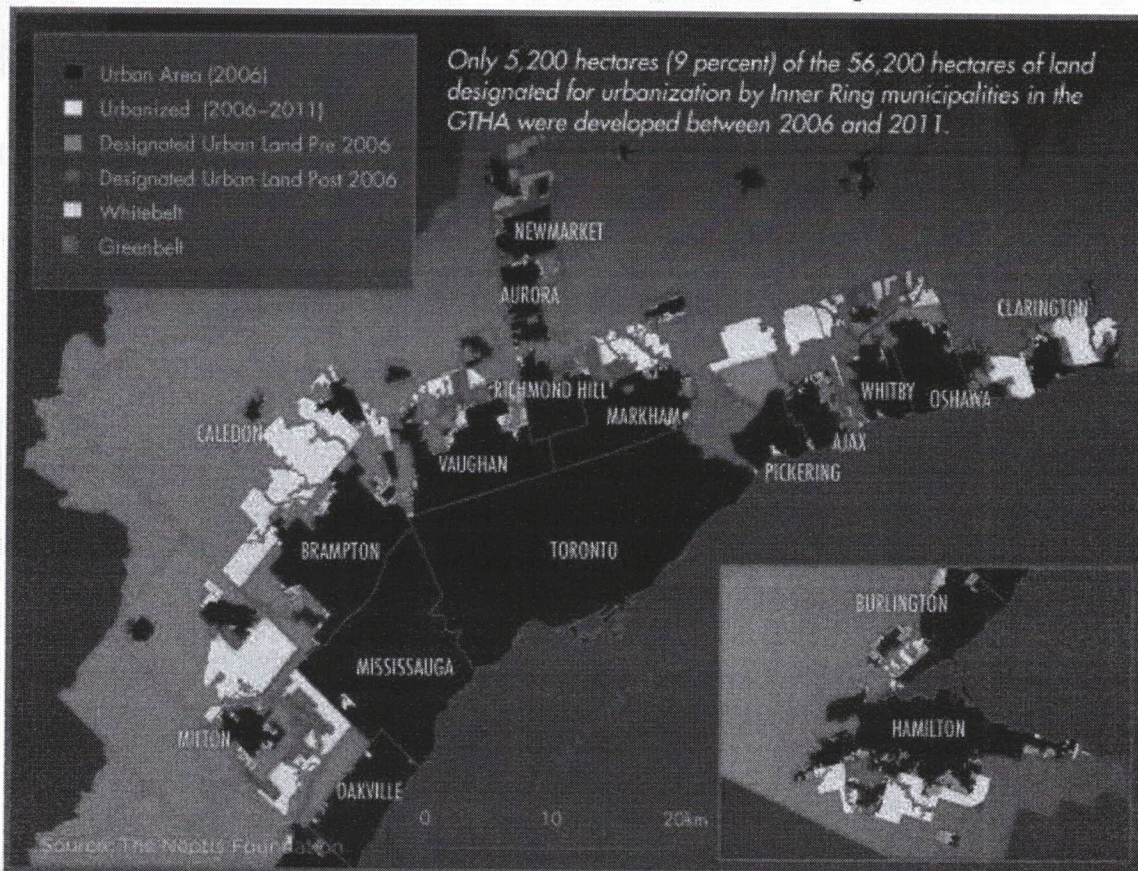 Only 5,200 hectares (9 percent) of the 56,200 hectares of land
designated for urbanization by Inner Ring municipalities in the
GTHA were developed between 2006 and 2011.
Urban Area (2006)
Urbanized (2006–2011)
Designated Urban Land Pre 2006
Designated Urban Land Post 2006
Whitebelt
Greenbelt
NEWMARKET
AURORA
CLARINGTON
RICHMOND HILL
WHITBY
OSHAWA
MARKHAM
CALEDON
AJAX
VAUGHAN
PICKERING
BRAMPTON
TORONTO
BURLINGTON
MISSISSAUGA
HAMILTON
MILTON
OAKVILLE
0 10 20km
Source: The Neptis Foundation